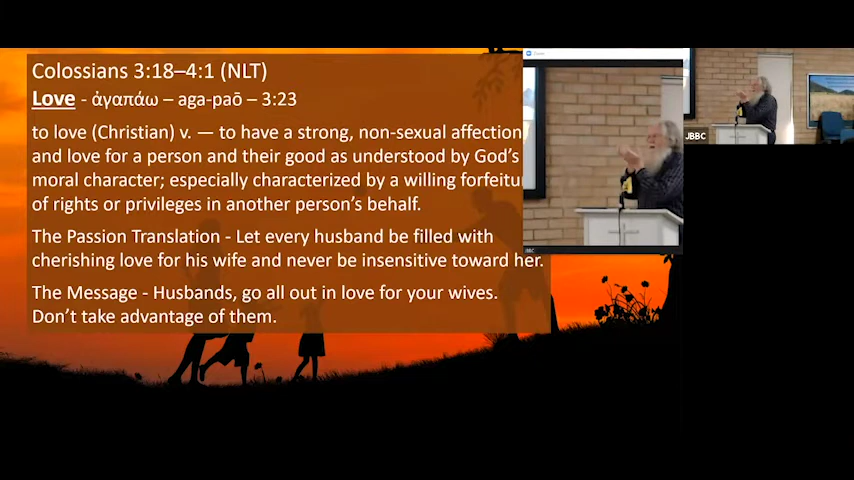 Colossians 3:18–4:1 (NLT)
Love - ἀγαπάω – aga-paō – 3:23
to love (Christian) v. — to have a strong, non-sexual affection
and love for a person and their good as understood by God’s
moral character; especially characterized by a willing forfeitu
of rights or privileges in another person’s behalf.
The Passion Translation - Let every husband be filled with
cherishing love for his wife and never be insensitive toward her.
The Message - Husbands, go all out in love for your wives.
Don’t take advantage of them.
JBBC